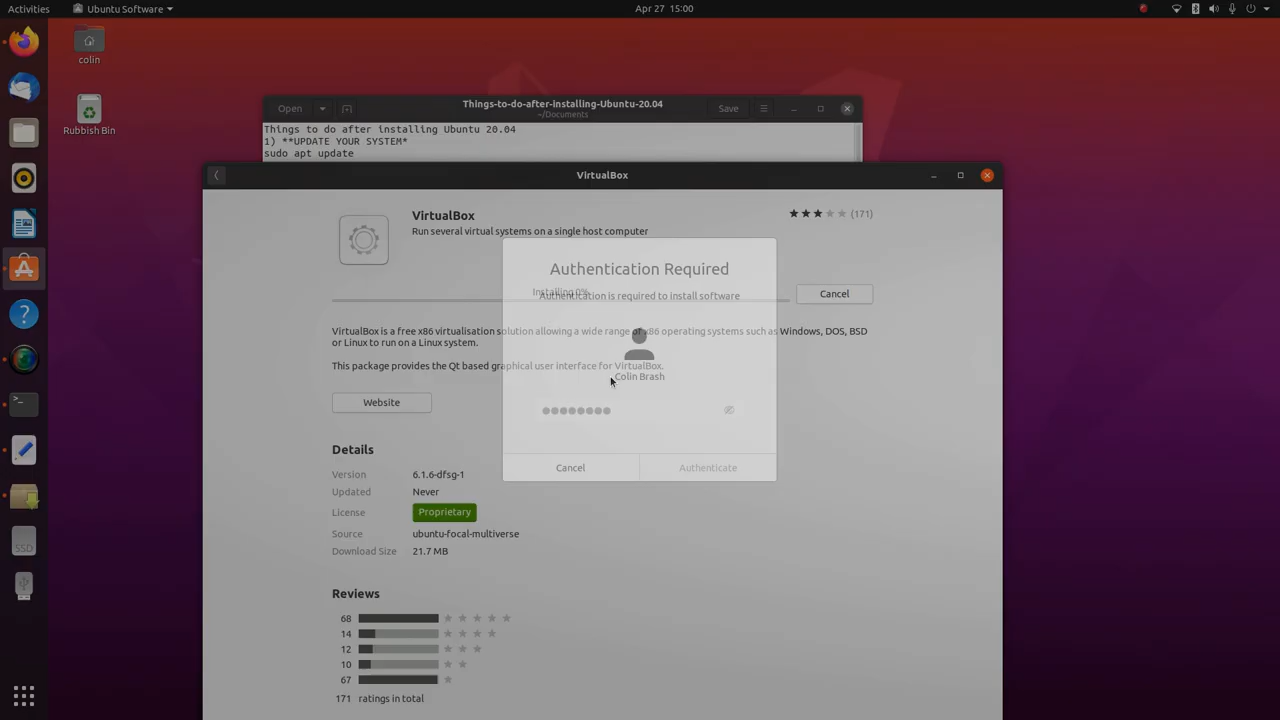 Activities
Ubuntu Software
Apr 27 15:00
colin
Rubbish Bin
Open
Things-to-do-after-installing-Ubuntu-20.04
~/Documents
Save
Things to do after installing Ubuntu 20.04
1) **UPDATE YOUR SYSTEM*
sudo apt update
VirtualBox
VirtualBox
(171)
Run several virtual systems on a single host computer
Authentication Required
Installing 0%
Authentication is required to install software
Cancel
VirtualBox is a free x86 virtualisation solution allowing a wide range of x86 operating systems such as Windows, DOS, BSD
or Linux to run on a Linux system.
This package provides the Qt based graphical user interface for VirtualBox.
Colin Brash
Website
Details
Cancel
Authenticate
Version 6.1.6-dfsg-1
Updated Never
License Proprietary
Source ubuntu-focal-multiverse
Download Size 21.7 MB
SSD
Reviews
68
14
12
10
67
171 ratings in total